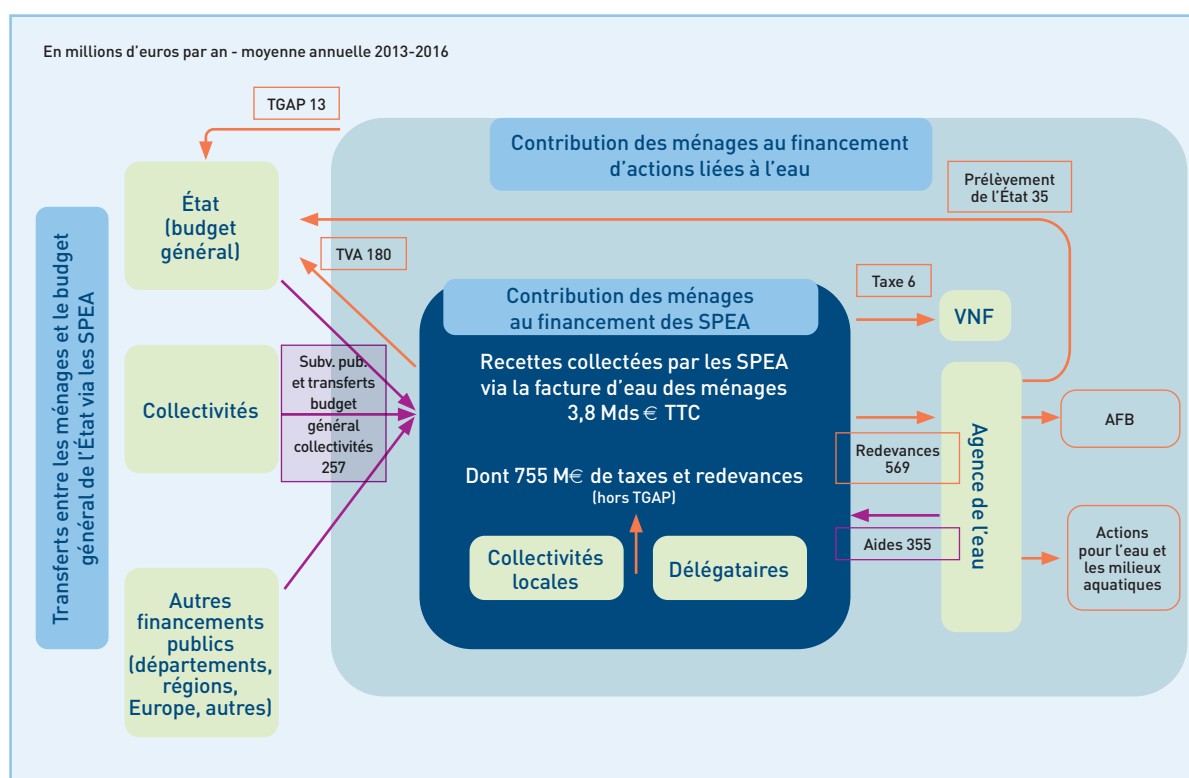 En millions d'euros par an - moyenne annuelle 2013-2016
TGAP 13
Contribution des ménages au financement
d'actions liées à l'eau
Prélèvement
de l'État 35
Transferts entre les ménages et le budget
général de l'État via les SPEA
État
(budget
général)
TVA 180
Taxe 6
VNF
Contribution des ménages
au financement des SPEA
Recettes collectées par les SPEA
via la facture d'eau des ménages
3,8 Mds € TTC
Dont 755 M€ de taxes et redevances
(hors TGAP)
Collectivités
locales
Délégataires
Collectivités
Subv. pub.
et transferts
budget
général
collectivités
257
Autres
financements
publics
(départements,
régions,
Europe, autres)
Redevances
569
Aides 355
Agence de l'eau
AFB
Actions
pour l'eau et
les milieux
aquatiques